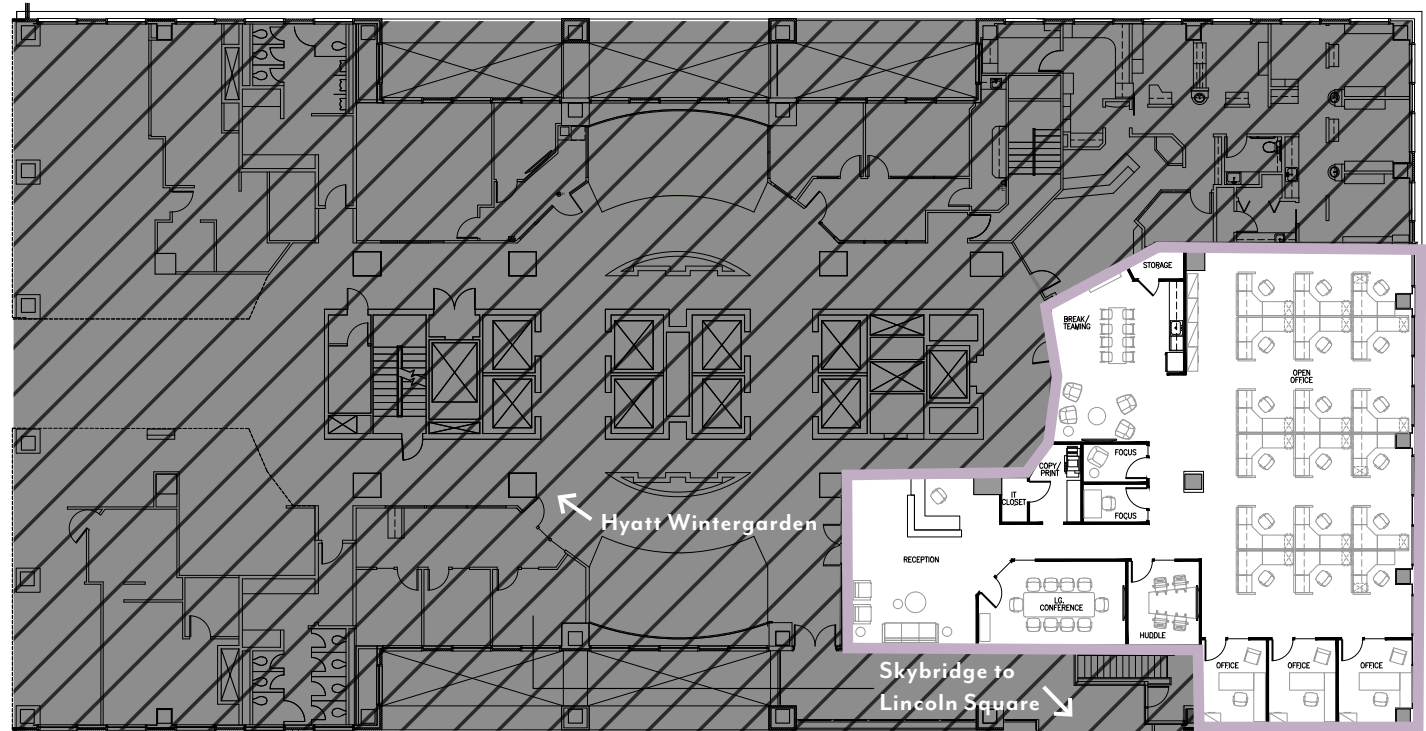 STORAGE
BREAK/
TEAMING
OPEN
OFFICE
COPY/
PRINT
FOCUS
IT
CLOSET
FOCUS
Hyatt Wintergarden
RECEPTION
LG.
CONFERENCE
HUDDLE
Skybridge to
Lincoln Square
OFFICE
OFFICE
OFFICE